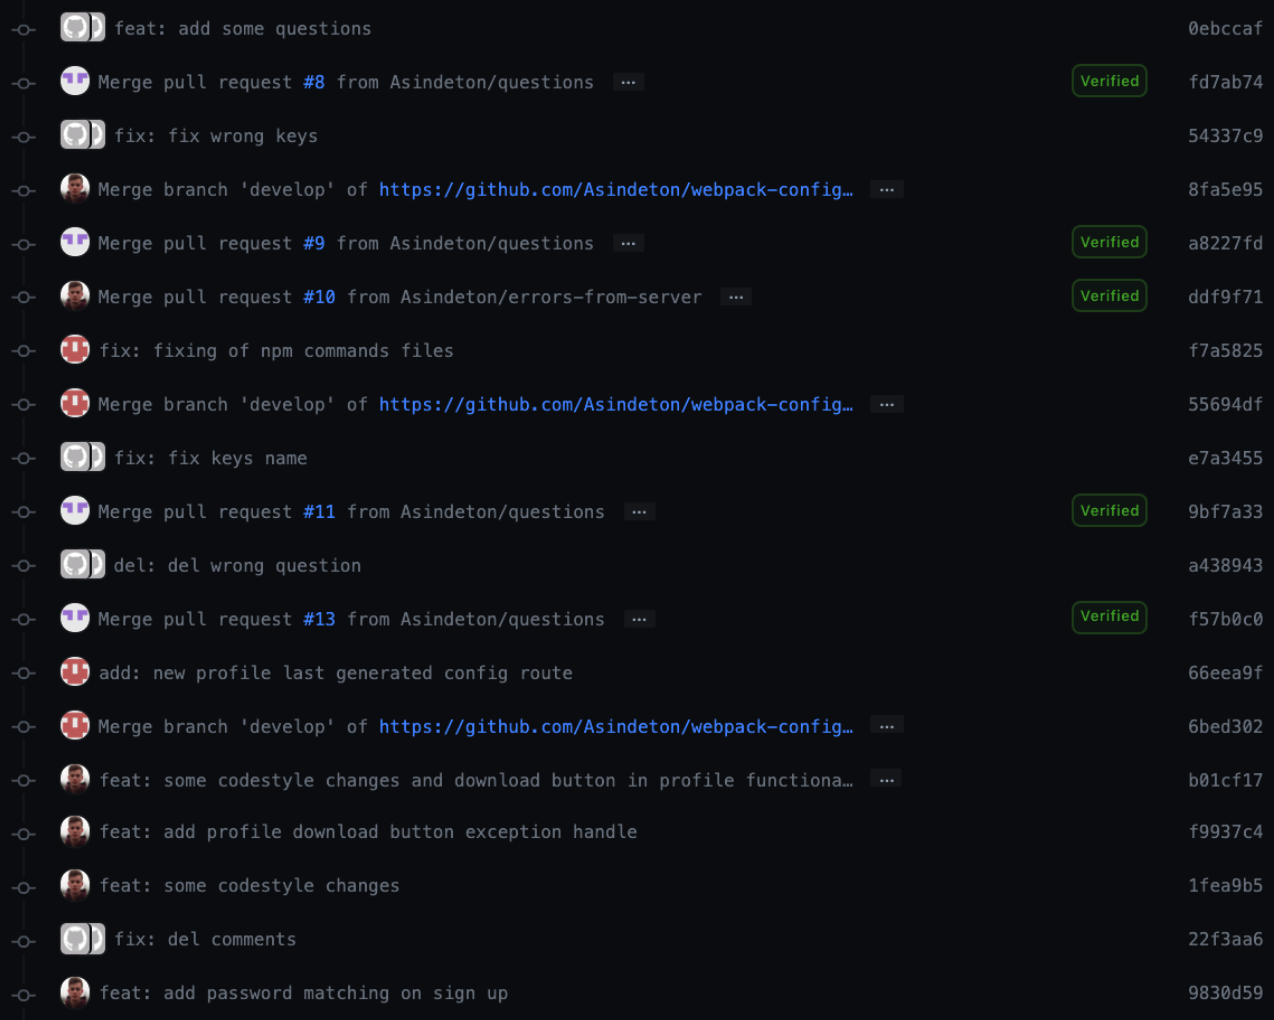 feat: add some questions 0ebccaf
Merge pull request #8 from Asindeton/questions ... Verified fd7ab74
fix: fix wrong keys 54337c9
Merge branch 'develop' of https://github.com/Asindeton/webpack-config… ... 8fa5e95
Merge pull request #9 from Asindeton/questions ... Verified a8227fd
Merge pull request #10 from Asindeton/errors-from-server ... Verified ddf9f71
fix: fixing of npm commands files f7a5825
Merge branch 'develop' of https://github.com/Asindeton/webpack-config… ... 55694df
fix: fix keys name e7a3455
Merge pull request #11 from Asindeton/questions ... Verified 9bf7a33
del: del wrong question a438943
Merge pull request #13 from Asindeton/questions ... Verified f57b0c0
add: new profile last generated config route 66eea9f
Merge branch 'develop' of https://github.com/Asindeton/webpack-config… ... 6bed302
feat: some codestyle changes and download button in profile functiona… ... b01cf17
feat: add profile download button exception handle f9937c4
feat: some codestyle changes 1fea9b5
fix: del comments 22f3aa6
feat: add password matching on sign up 9830d59